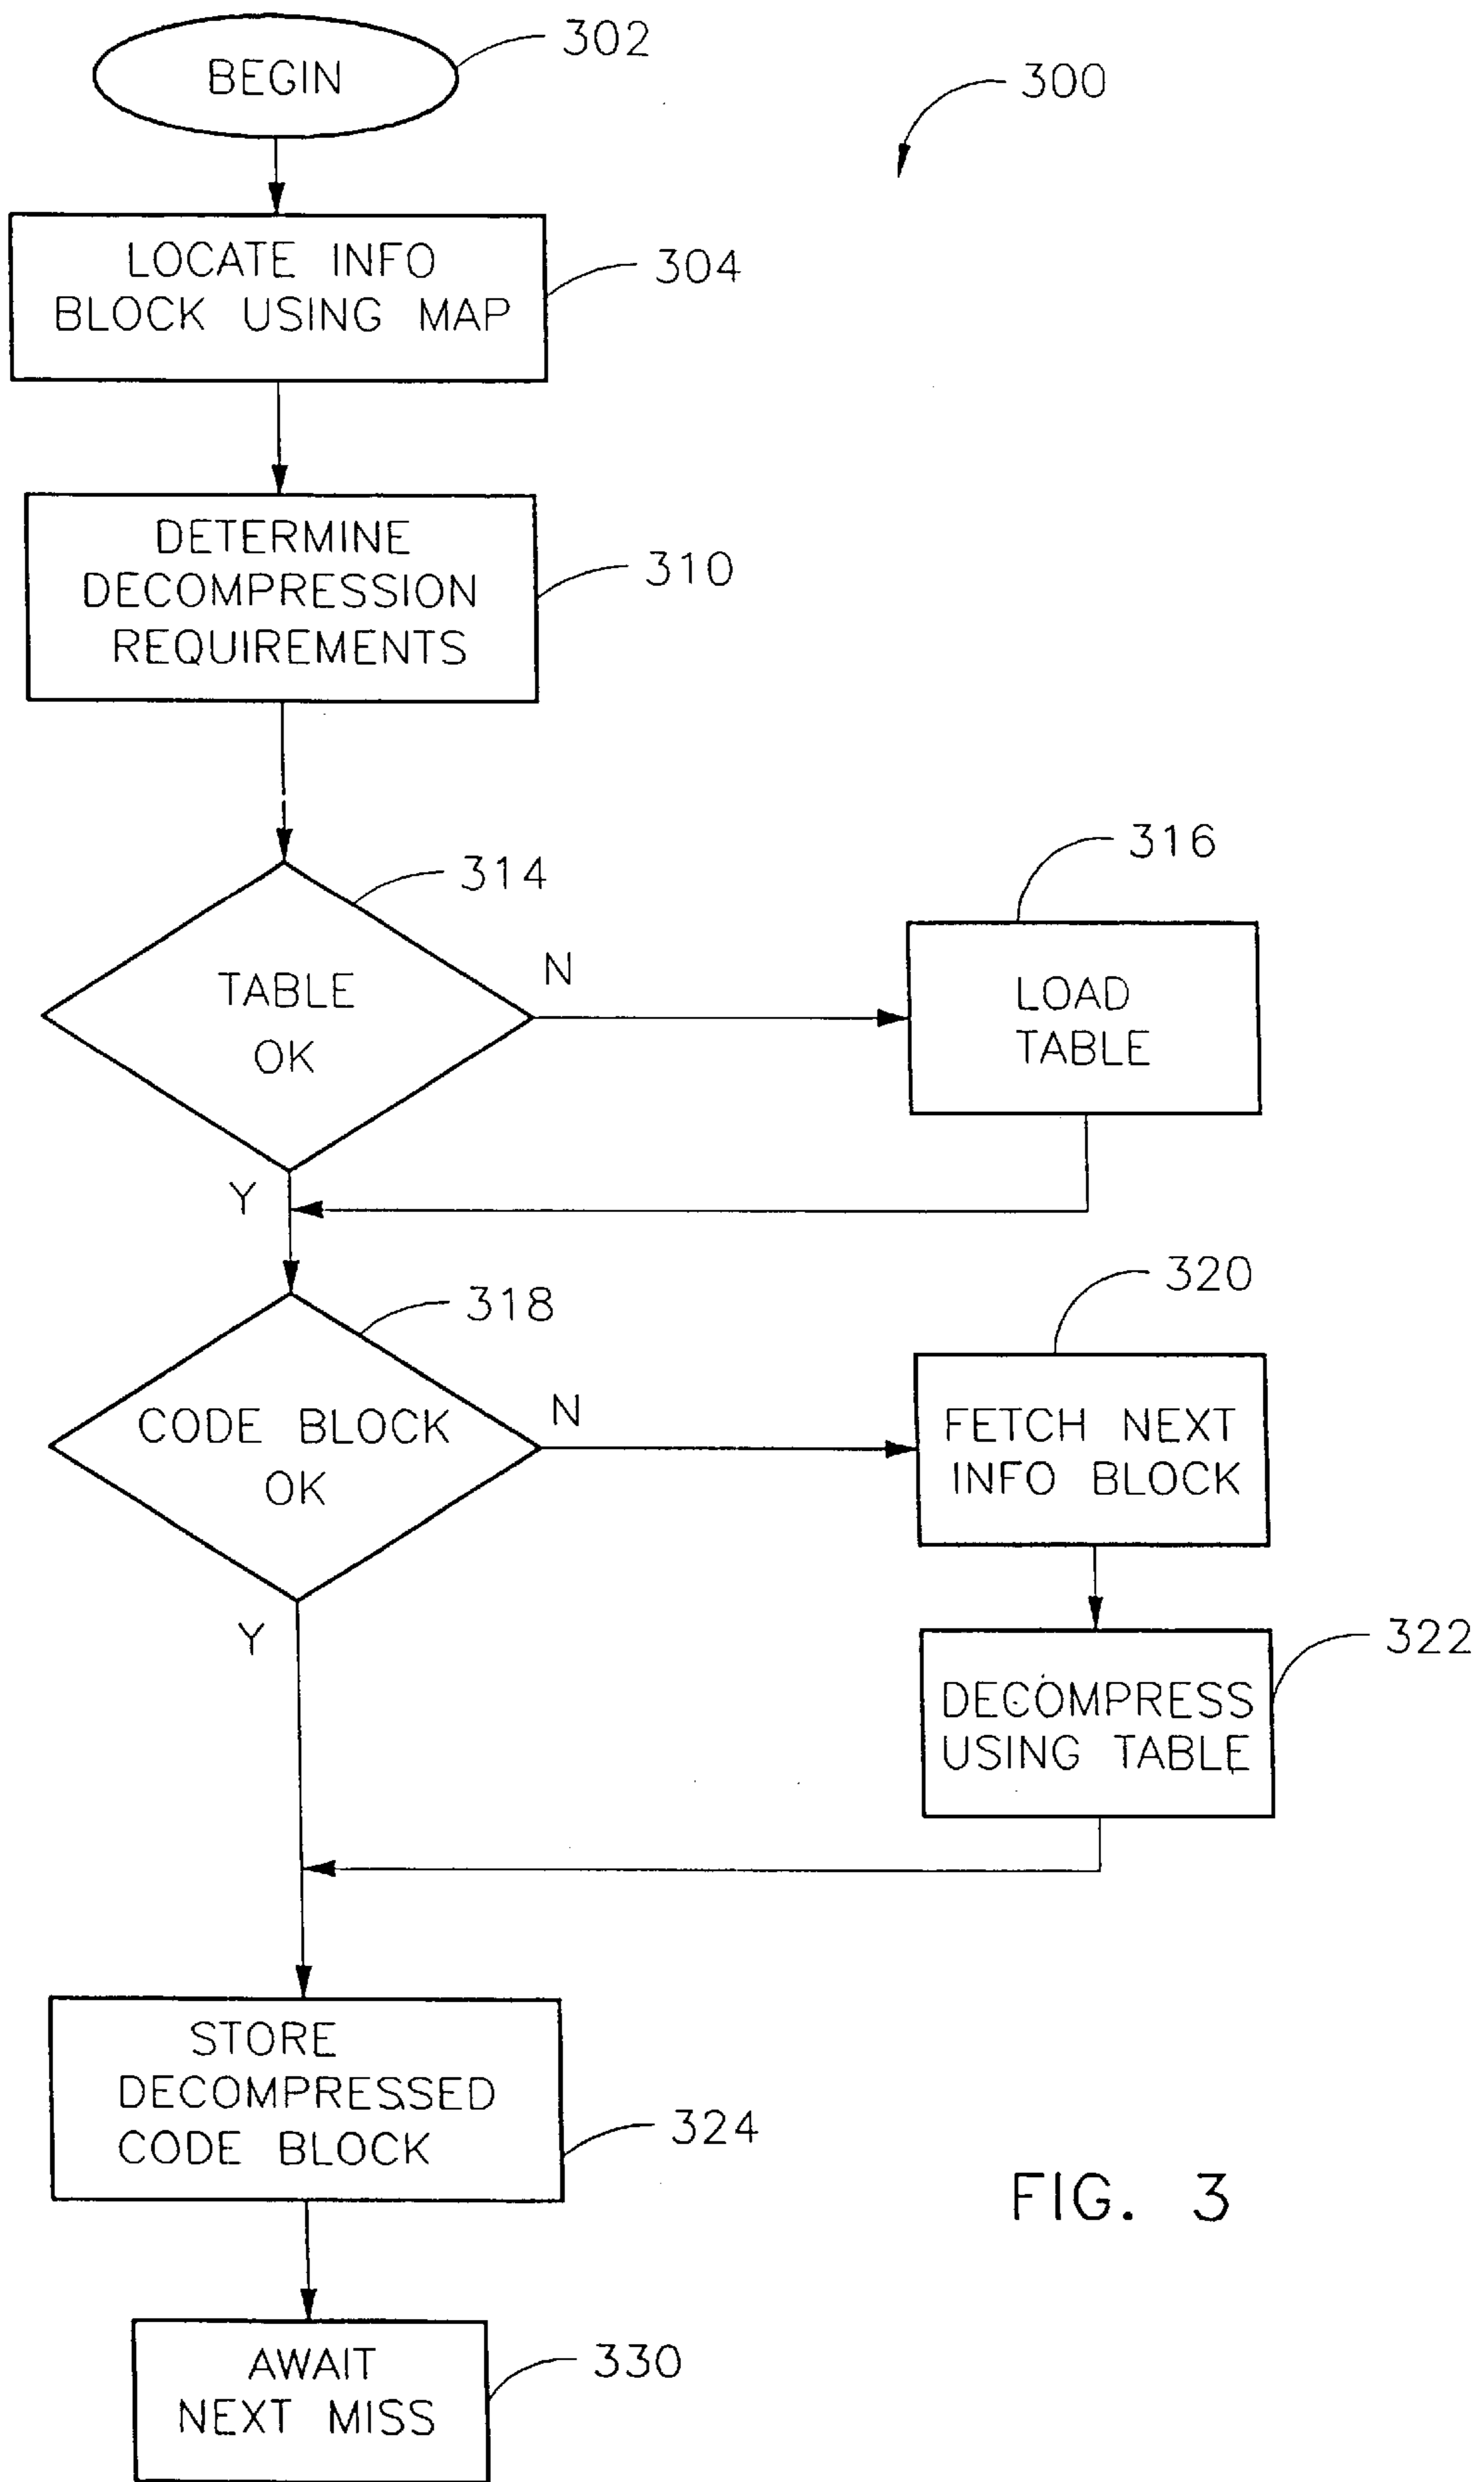 BEGIN
302
300
LOCATE INFO
BLOCK USING MAP
304
DETERMINE
DECOMPRESSION
REQUIREMENTS
310
314
TABLE
OK
N
Y
316
LOAD
TABLE
318
CODE BLOCK
OK
N
Y
320
FETCH NEXT
INFO BLOCK
322
DECOMPRESS
USING TABLE
STORE
DECOMPRESSED
CODE BLOCK
324
AWAIT
NEXT MISS
330
FIG. 3